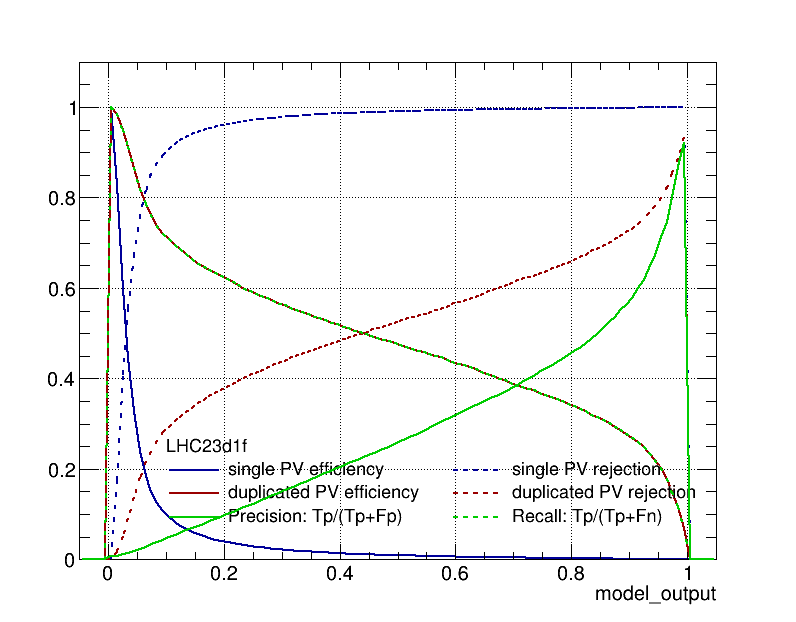 1
0.8
0.6
0.4
0.2
0
LHC23d1f
single PV efficiency single PV rejection
duplicated PV efficiency duplicated PV rejection
Precision: Tp/(Tp+Fp) Recall: Tp/(Tp+Fn)
0 0.2 0.4 0.6 0.8 1
model_output